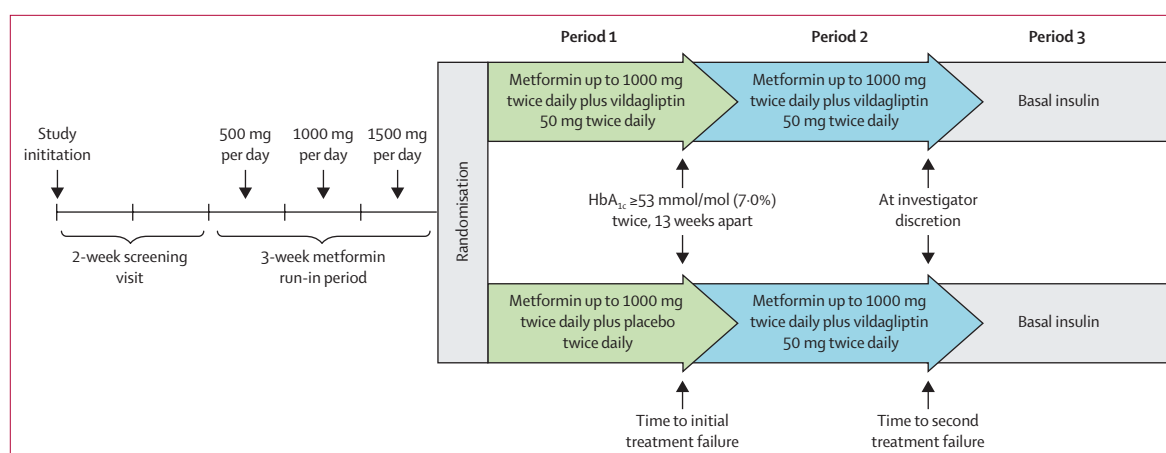 Period 1
Period 2
Period 3
Study
inititation
500 mg
per day
1000 mg
per day
1500 mg
per day
2-week screening
visit
3-week metformin
run-in period
Randomisation
Metformin up to 1000 mg
twice daily plus vildagliptin
50 mg twice daily
Metformin up to 1000 mg
twice daily plus vildagliptin
50 mg twice daily
Basal insulin
HbA1c ≥53 mmol/mol (7·0%)
twice, 13 weeks apart
At investigator
discretion
Metformin up to 1000 mg
twice daily plus placebo
twice daily
Metformin up to 1000 mg
twice daily plus vildagliptin
50 mg twice daily
Basal insulin
Time to initial
treatment failure
Time to second
treatment failure